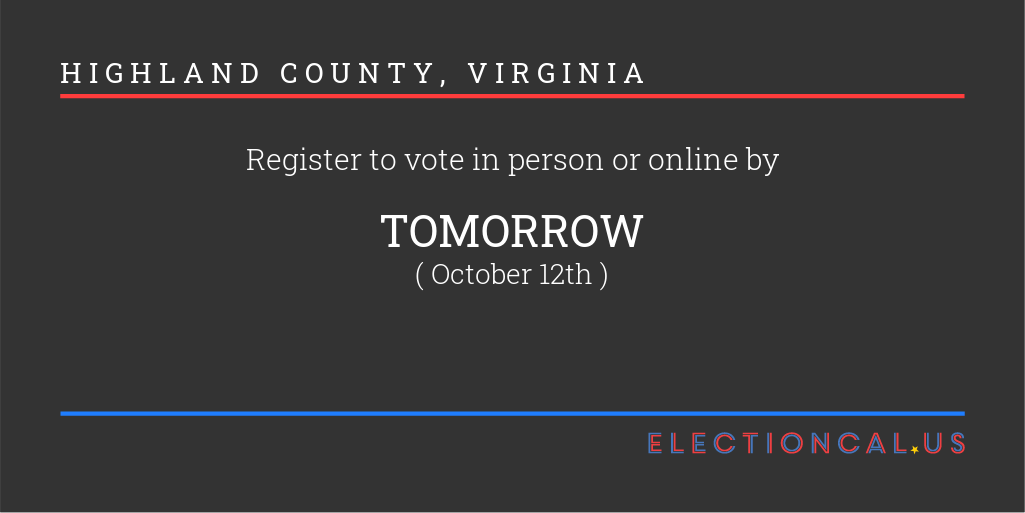 HIGHLAND COUNTY, VIRGINIA
Register to vote in person or online by
TOMORROW
( October 12th )
ELECTIONCAL.US